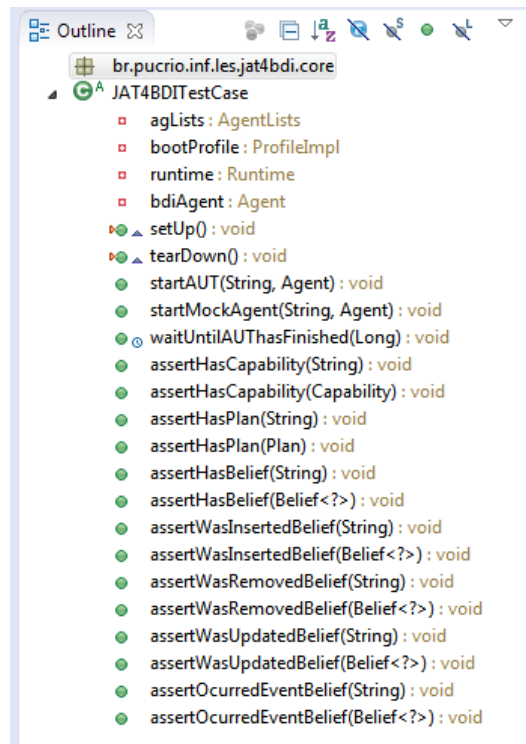 Outline
a z S L
br.pucrio.inf.les.jat4bdi.core
C A JAT4BDITestCase
agLists : AgentLists
bootProfile : ProfileImpl
runtime : Runtime
bdiAgent : Agent
setUp() : void
tearDown() : void
startAUT(String, Agent) : void
startMockAgent(String, Agent) : void
waitUntilAUThasFinished(Long) : void
assertHasCapability(String) : void
assertHasCapability(Capability) : void
assertHasPlan(String) : void
assertHasPlan(Plan) : void
assertHasBelief(String) : void
assertHasBelief(Belief<?>) : void
assertWasInsertedBelief(String) : void
assertWasInsertedBelief(Belief<?>) : void
assertWasRemovedBelief(String) : void
assertWasRemovedBelief(Belief<?>) : void
assertWasUpdatedBelief(String) : void
assertWasUpdatedBelief(Belief<?>) : void
assertOcurredEventBelief(String) : void
assertOcurredEventBelief(Belief<?>) : void